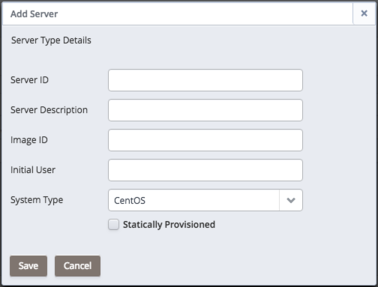 Add Server
Server Type Details
Server ID
Server Description
Image ID
Initial User
System Type CentOS
Statically Provisioned
Save Cancel